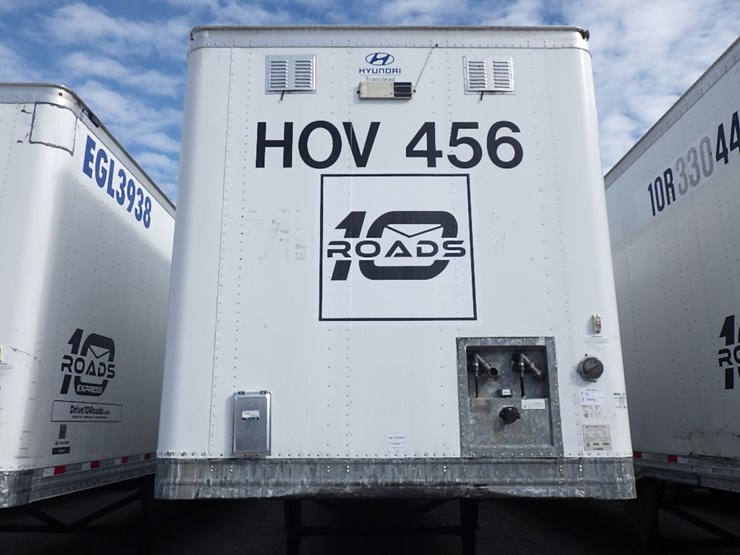 HYUNDAI
Translead
HOV 456
10
ROADS
EGL3938
10
ROADS
EXPRESS
Drive10Roads.com
10R33044